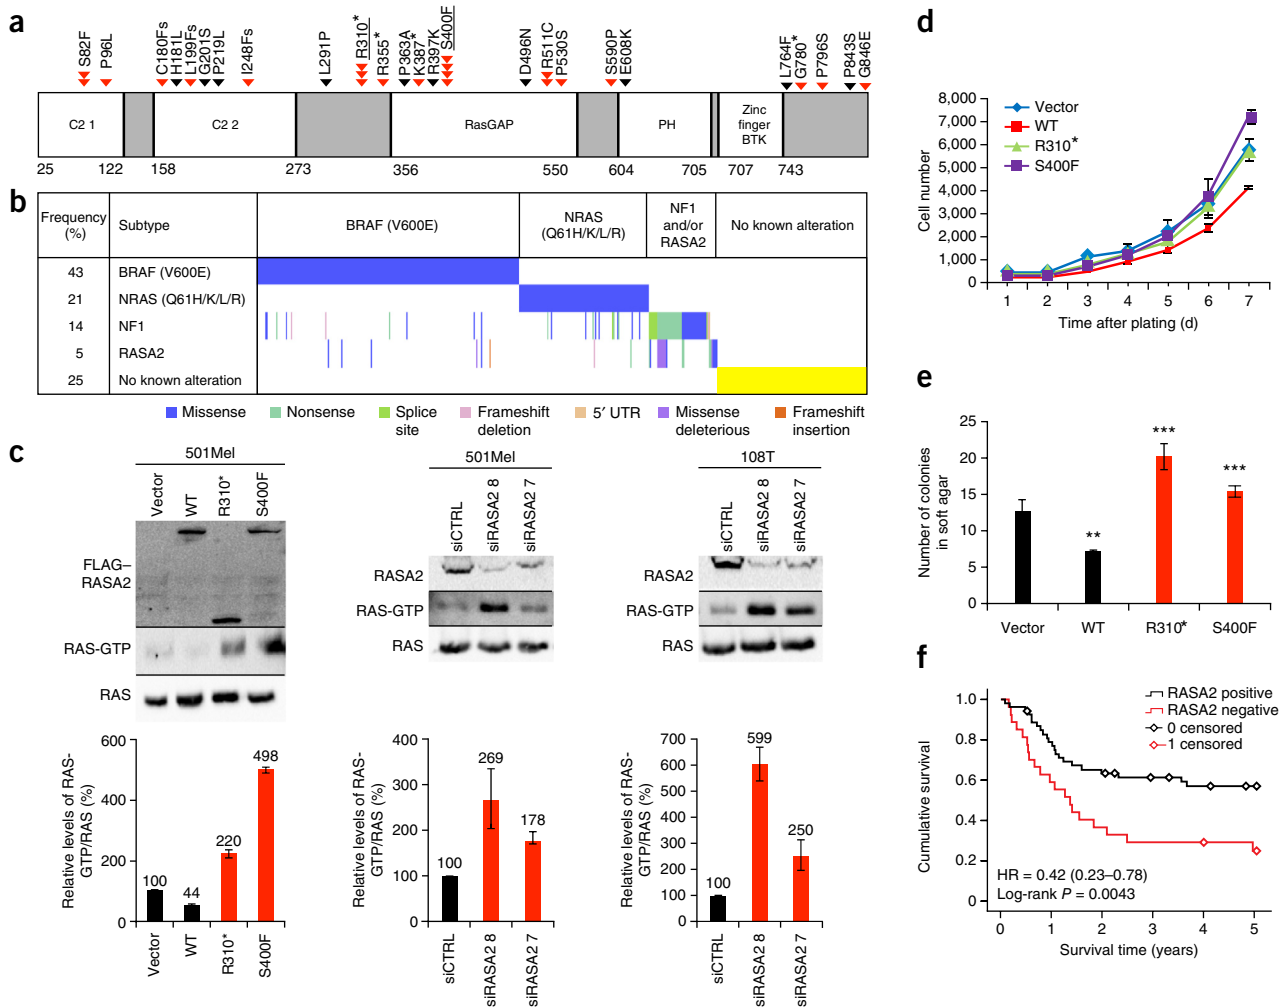 a
S82F P96L C180Fs H181L L199Fs G201S P219L I248Fs L291P R310* R355* P363A K387* R397K S400F D496N R511C P530S S590P E608K L764F G780* P796S P843S G846E
C2 1 C2 2 RasGAP PH Zinc finger BTK
25 122 158 273 356 550 604 705 707 743
b
Frequency (%) Subtype BRAF (V600E) NRAS (Q61H/K/L/R) NF1 and/or RASA2 No known alteration
43 BRAF (V600E)
21 NRAS (Q61H/K/L/R)
14 NF1
5 RASA2
25 No known alteration
Missense Nonsense Splice site Frameshift deletion 5′ UTR Missense deleterious Frameshift insertion
c
501Mel
Vector WT R310* S400F
FLAG–RASA2
RAS-GTP
RAS
Relative levels of RAS-GTP/RAS (%)
600
400
200
0
100 44 220 498
Vector WT R310* S400F
501Mel
siCTRL siRASA2 8 siRASA2 7
RASA2
RAS-GTP
RAS
Relative levels of RAS-GTP/RAS (%)
400
300
200
100
0
100 269 178
siCTRL siRASA2 8 siRASA2 7
108T
siCTRL siRASA2 8 siRASA2 7
RASA2
RAS-GTP
RAS
Relative levels of RAS-GTP/RAS (%)
700
600
500
400
300
200
100
0
100 599 250
siCTRL siRASA2 8 siRASA2 7
d
Cell number
8,000
7,000
6,000
5,000
4,000
3,000
2,000
1,000
0
Vector
WT
R310*
S400F
1 2 3 4 5 6 7
Time after plating (d)
e
Number of colonies in soft agar
25
20
15
10
5
0
** *** ***
Vector WT R310* S400F
f
Cumulative survival
1.0
0.8
0.6
0.4
0.2
0
RASA2 positive
RASA2 negative
0 censored
1 censored
HR = 0.42 (0.23–0.78)
Log-rank P = 0.0043
0 1 2 3 4 5
Survival time (years)